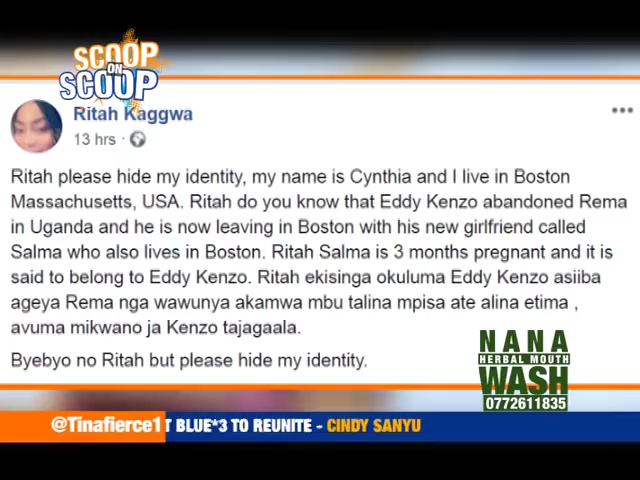 SCOOP
ON
SCOOP
Ritah Kaggwa
13 hrs ·
Ritah please hide my identity, my name is Cynthia and I live in Boston
Massachusetts, USA. Ritah do you know that Eddy Kenzo abandoned Rema
in Uganda and he is now leaving in Boston with his new girlfriend called
Salma who also lives in Boston. Ritah Salma is 3 months pregnant and it is
said to belong to Eddy Kenzo. Ritah ekisinga okuluma Eddy Kenzo asiiba
ageya Rema nga wawunya akamwa mbu talina mpisa ate alina etima ,
avuma mikwano ja Kenzo tajagaala.
Byebyo no Ritah but please hide my identity.
NANA
HERBAL MOUTH
WASH
0772611835
@Tinafierce1
T BLUE*3 TO REUNITE - CINDY SANYU